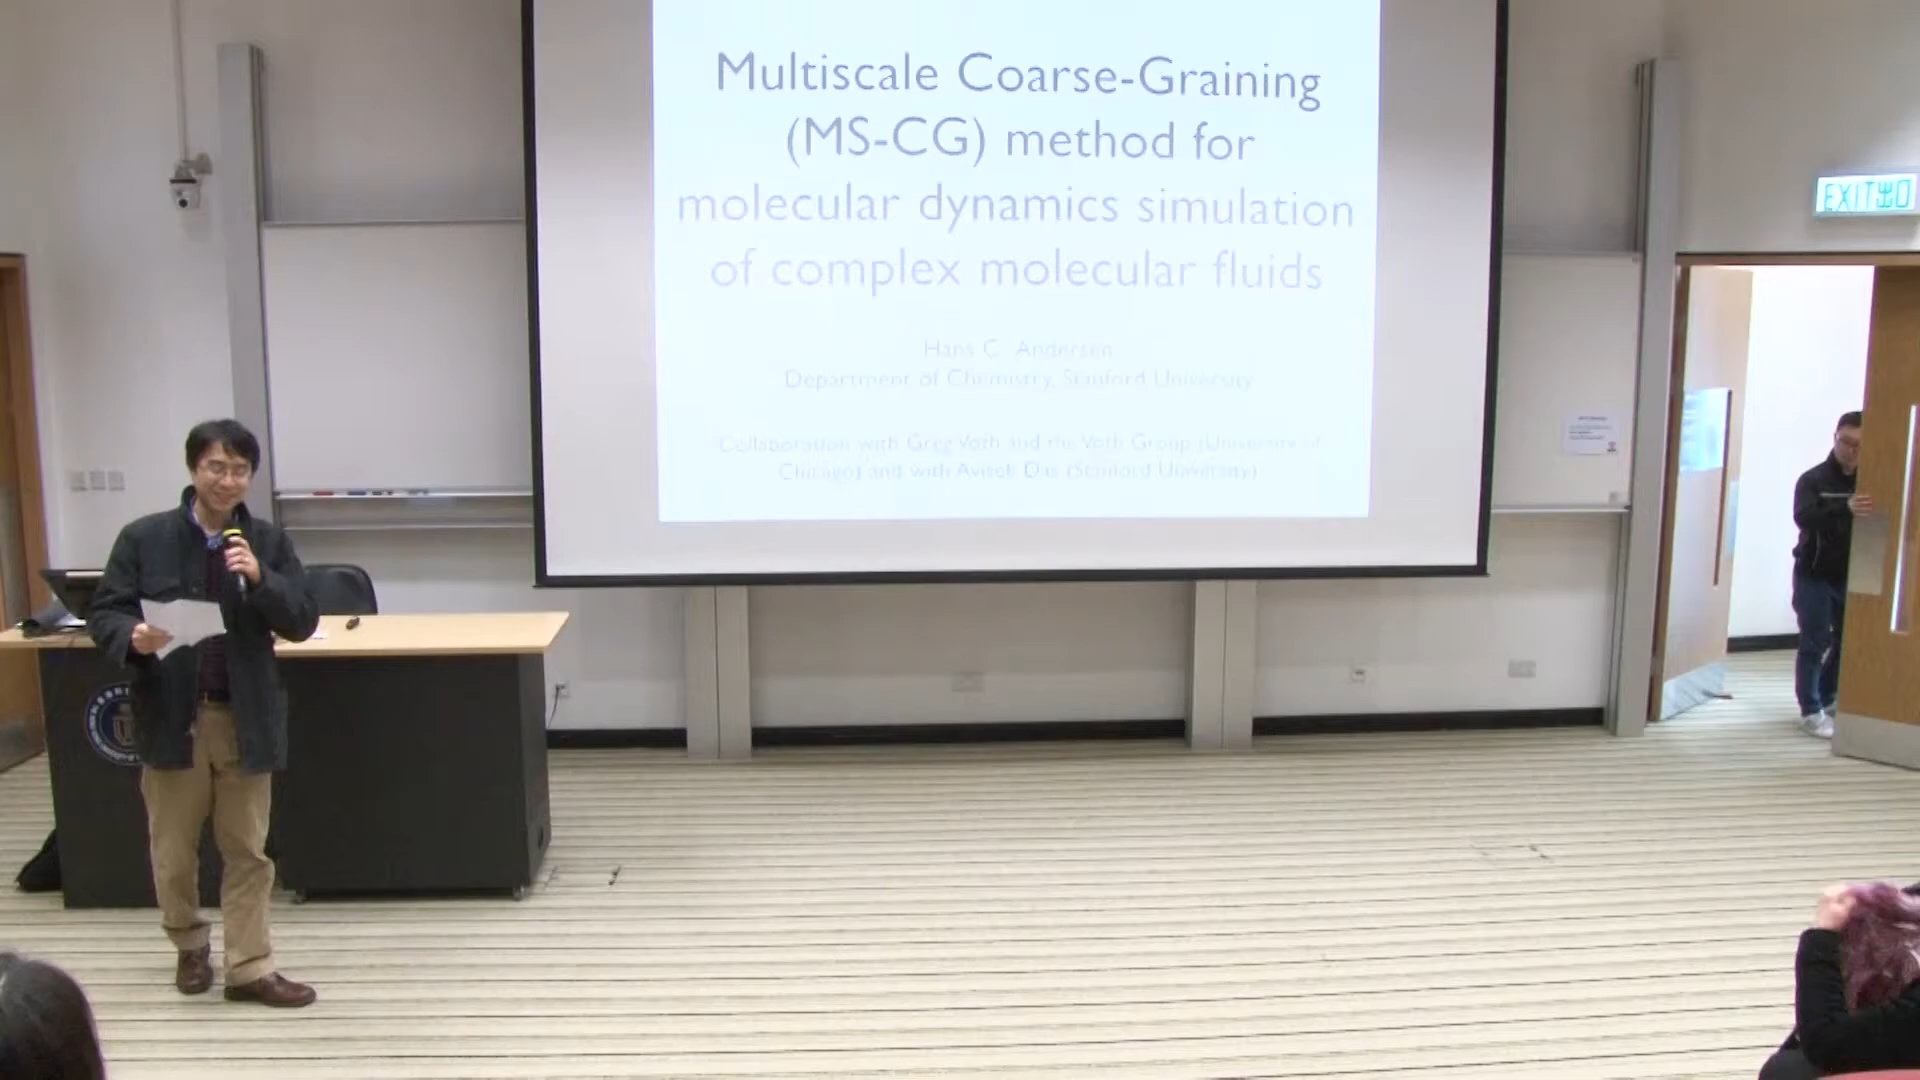 Multiscale Coarse-Graining
(MS-CG) method for
molecular dynamics simulation
of complex molecular fluids
Hans C. Andersen
Department of Chemistry, Stanford University
Collaboration with Greg Voth and the Voth Group (University of
Chicago) and with Avisek Das (Stanford University)
EXIT出口